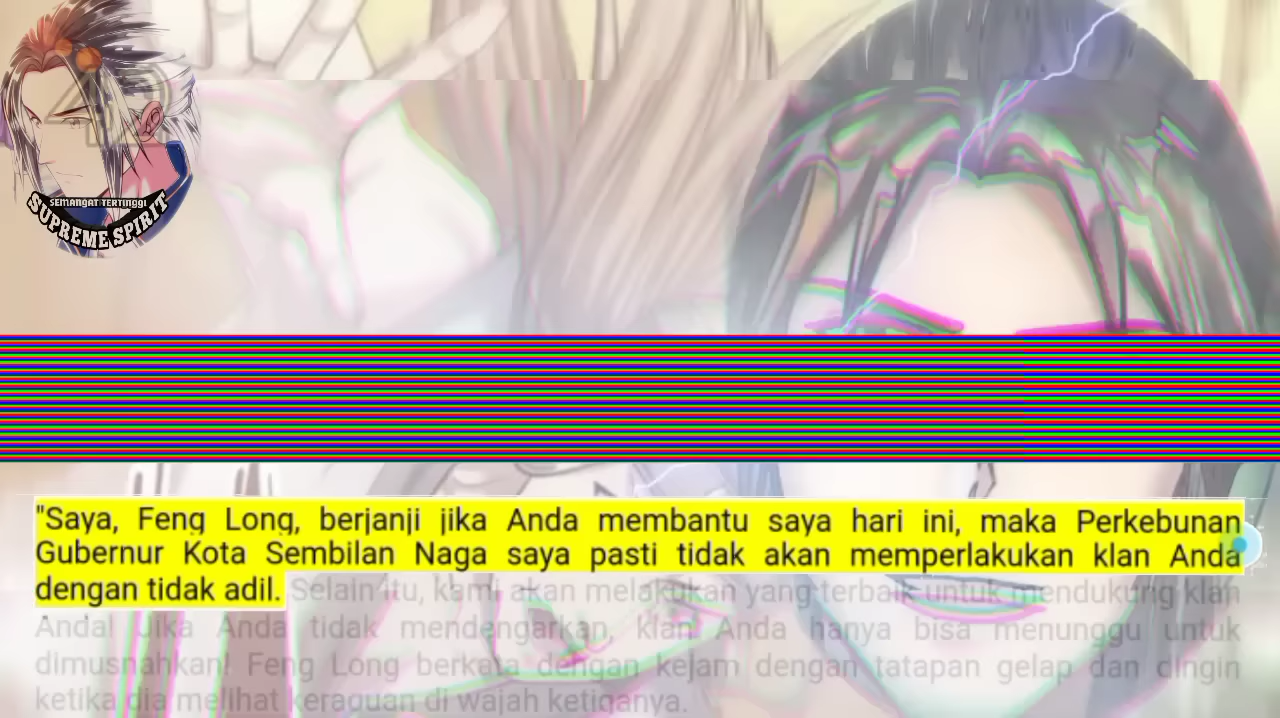 SEMANGAT TERTINGGI
SUPREME SPIRIT
"Saya, Feng Long, berjanji jika Anda membantu saya hari ini, maka Perkebunan
Gubernur Kota Sembilan Naga saya pasti tidak akan memperlakukan klan Anda
dengan tidak adil. Selain itu, kami akan melakukan yang terbaik untuk mendukung klan
Anda! Jika Anda tidak mendengarkan, klan Anda hanya bisa menunggu untuk
dimusnahkan! Feng Long berkata dengan kejam dengan tatapan gelap dan dingin
ketika dia melihat keraguan di wajah ketiganya.